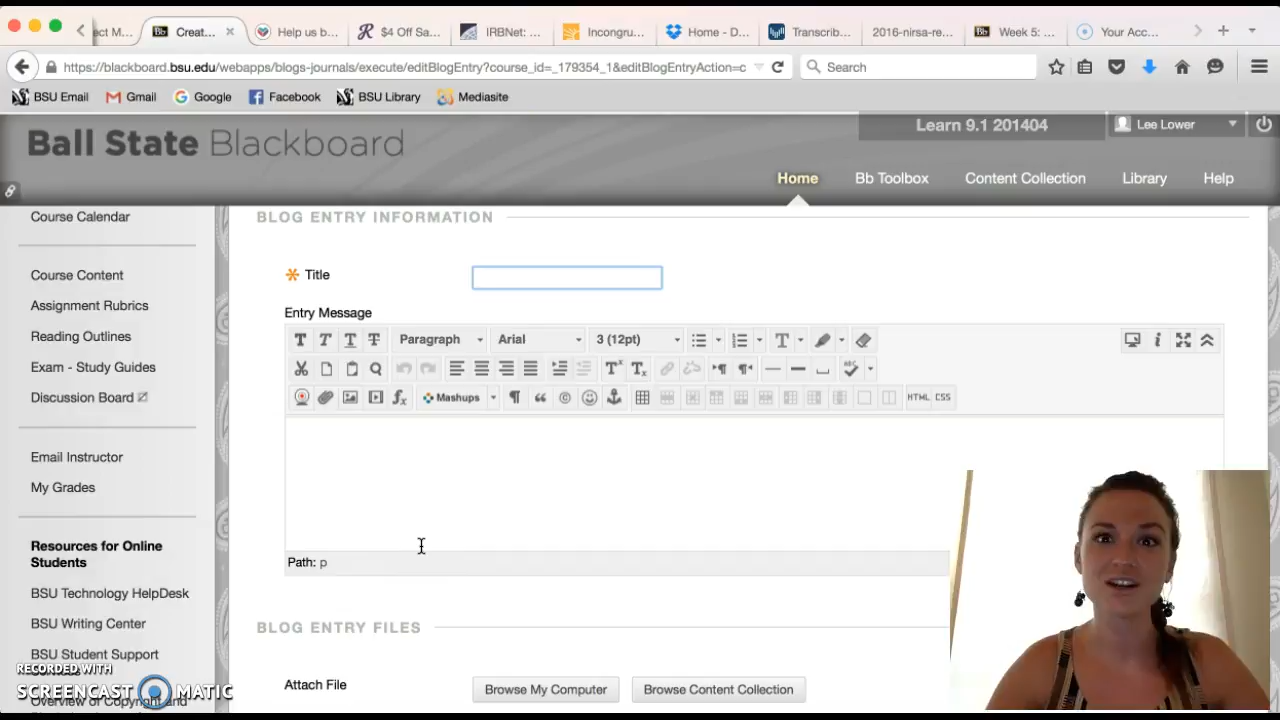 ect M...
Creat...
Help us b...
$4 Off Sa...
IRBNet: ...
Incongru...
Home - D...
Transcrib...
2016-nirsa-re...
Week 5: ...
Your Acc...
https://blackboard.bsu.edu/webapps/blogs-journals/execute/editBlogEntry?course_id=_179354_1&editBlogEntryAction=c
Search
BSU Email
Gmail
Google
Facebook
BSU Library
Mediasite
Ball State Blackboard
Learn 9.1 201404
Lee Lower
Home
Bb Toolbox
Content Collection
Library
Help
Course Calendar
Course Content
Assignment Rubrics
Reading Outlines
Exam - Study Guides
Discussion Board
Email Instructor
My Grades
Resources for Online
Students
BSU Technology HelpDesk
BSU Writing Center
BSU Student Support
Overview of Copyright and
RECORDED WITH
SCREENCAST MATIC
BLOG ENTRY INFORMATION
Title
Entry Message
Paragraph
Arial
3 (12pt)
Mashups
HTML CSS
Path: p
BLOG ENTRY FILES
Attach File
Browse My Computer
Browse Content Collection